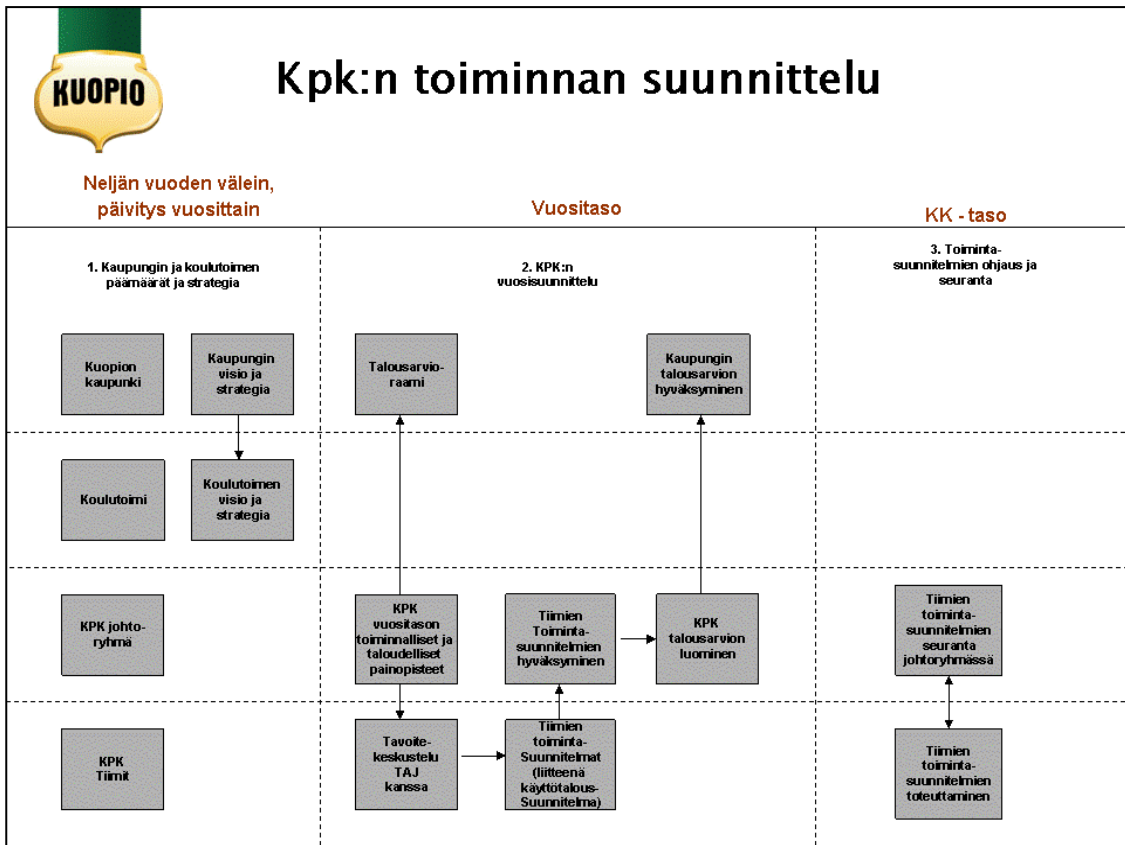 KUOPIO
Kpk:n toiminnan suunnittelu
Neljän vuoden välein,
päivitys vuosittain
Vuositaso
KK - taso
1. Kaupungin ja koulutoimen
päämäärät ja strategia
2. KPK:n
vuosisuunnittelu
3. Toiminta-
suunnitelmien ohjaus ja
seuranta
Kuopion
kaupunki
Kaupungin
visio ja
strategia
Talousarvio-
raami
Kaupungin
talousarvion
hyväksyminen
Koulutoimi
Koulutoimen
visio ja
strategia
KPK johto-
ryhmä
KPK
vuositason
toiminnalliset ja
taloudelliset
painopisteet
Tiimien
Toiminta-
suunnitelmien
hyväksyminen
KPK
talousarvion
luominen
Tiimien
toiminta-
suunnitelmien
seuranta
johtoryhmässä
KPK
Tiimit
Tavoite-
keskustelu
TAJ
kanssa
Tiimien
toiminta-
Suunnitelmat
(liitteenä
käyttötalous-
Suunnitelma)
Tiimien
toiminta-
suunnitelmien
toteuttaminen